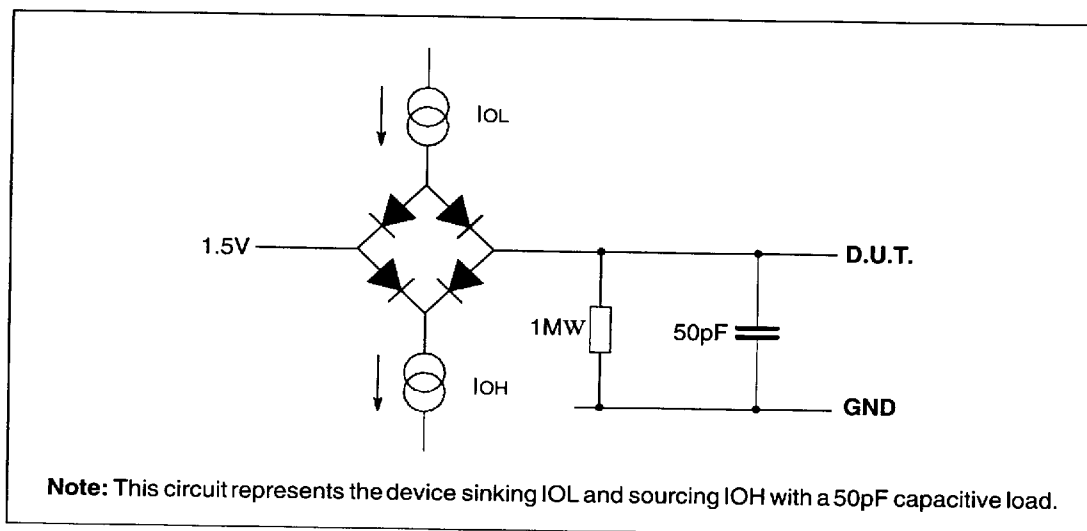 IOL
1.5V
D.U.T.
1MW
50pF
IOH
GND
Note: This circuit represents the device sinking IOL and sourcing IOH with a 50pF capacitive load.